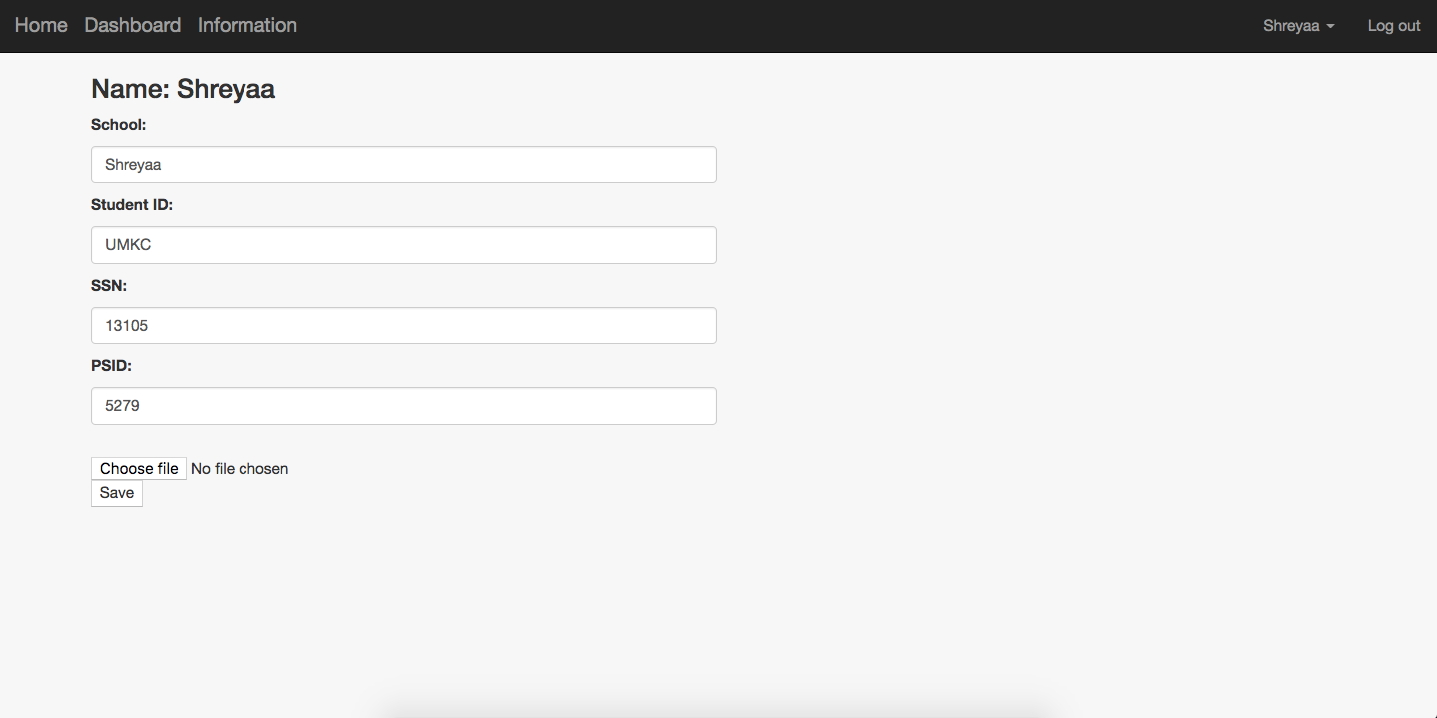 Home Dashboard Information Shreyaa Log out
Name: Shreyaa
School:
Shreyaa
Student ID:
UMKC
SSN:
13105
PSID:
5279
Choose file No file chosen
Save